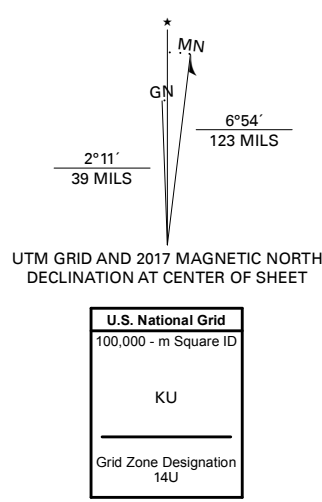 ★
MN
GN
6°54´
123 MILS
2°11´
39 MILS
UTM GRID AND 2017 MAGNETIC NORTH
DECLINATION AT CENTER OF SHEET
U.S. National Grid
100,000 - m Square ID
KU
Grid Zone Designation
14U